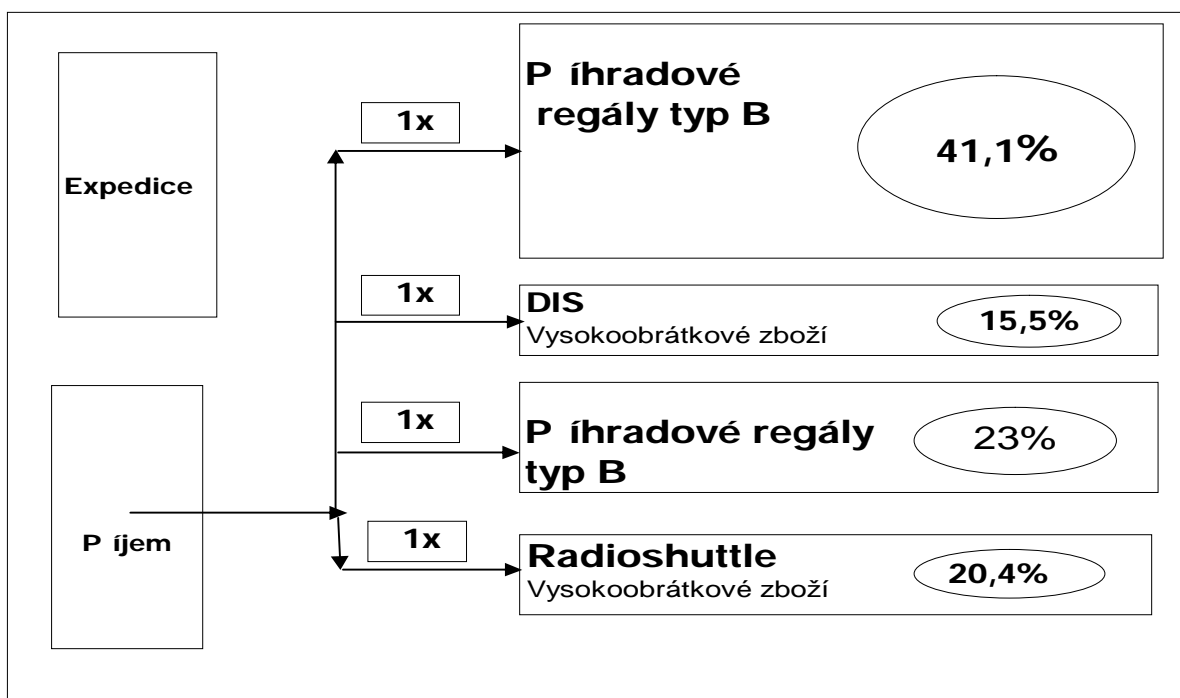 P íhradové
regály typ B
1x
41,1%
Expedice
1x
DIS
Vysokoobrátkové zboží
15,5%
1x
P íhradové regály
typ B
23%
P íjem
1x
Radioshuttle
Vysokoobrátkové zboží
20,4%